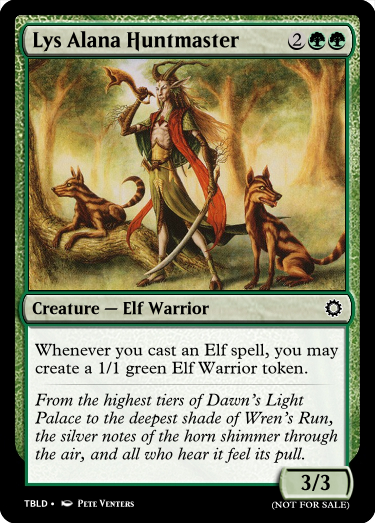 Lys Alana Huntmaster 2
Creature — Elf Warrior
Whenever you cast an Elf spell, you may
create a 1/1 green Elf Warrior token.
From the highest tiers of Dawn's Light
Palace to the deepest shade of Wren's Run,
the silver notes of the horn shimmer through
the air, and all who hear it feel its pull.
3/3
TBLD • Pete Venters
(NOT FOR SALE)